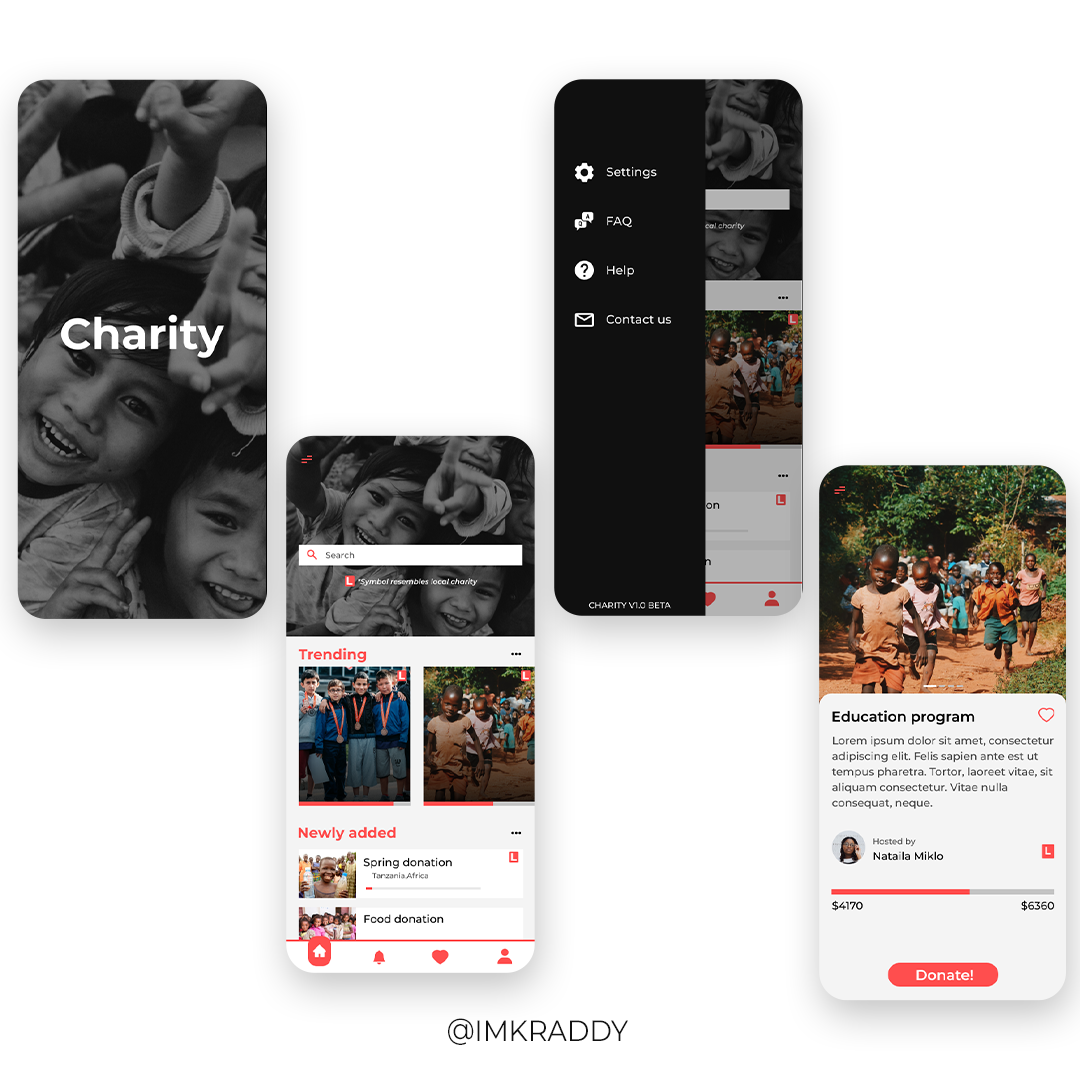 Charity
Search
L *Symbol resembles local charity
Trending
L
L
Newly added
Spring donation
L
Tanzania,Africa
Food donation
Settings
Q A
FAQ
?
Help
Contact us
CHARITY V1.0 BETA
cal charity
L
on
L
n
Education program
Lorem ipsum dolor sit amet, consectetur
adipiscing elit. Felis sapien ante est ut
tempus pharetra. Tortor, laoreet vitae, sit
aliquam consectetur. Vitae nulla
consequat, neque.
Hosted by
Nataila Miklo
L
$4170
$6360
Donate!
@IMKRADDY